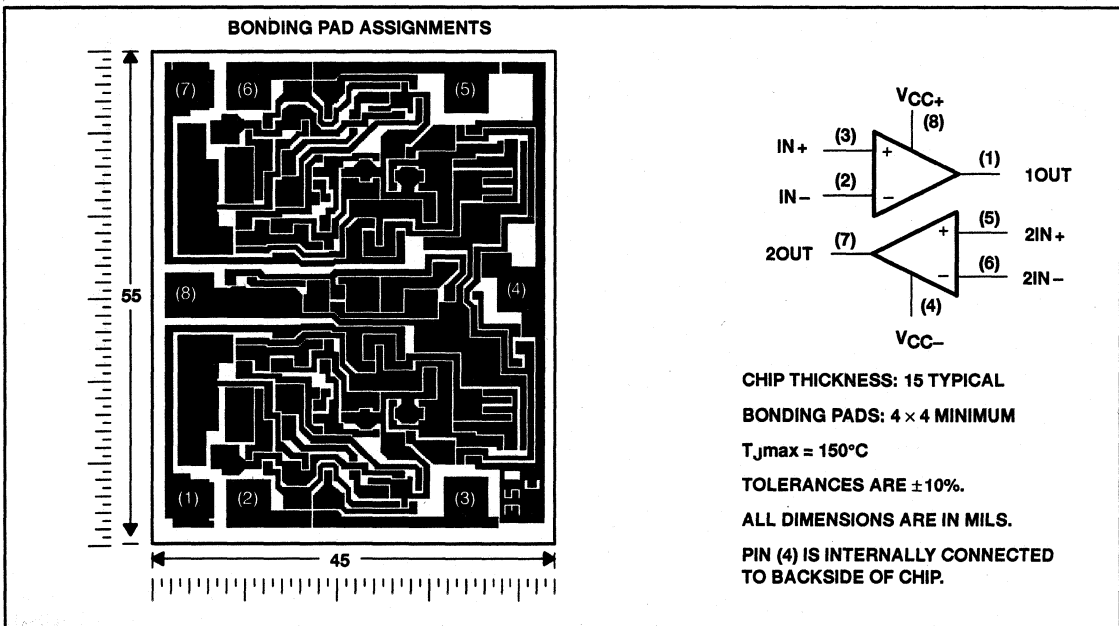 BONDING PAD ASSIGNMENTS
(7)
(6)
(5)
(8)
(4)
(1)
(2)
(3)
55
45
VCC+
(8)
IN+
(3)
+
(2)
IN−
−
(1)
1OUT
2OUT
(7)
+
(5)
2IN+
−
(6)
2IN−
(4)
VCC−
CHIP THICKNESS: 15 TYPICAL
BONDING PADS: 4 × 4 MINIMUM
TJmax = 150°C
TOLERANCES ARE ±10%.
ALL DIMENSIONS ARE IN MILS.
PIN (4) IS INTERNALLY CONNECTED
TO BACKSIDE OF CHIP.